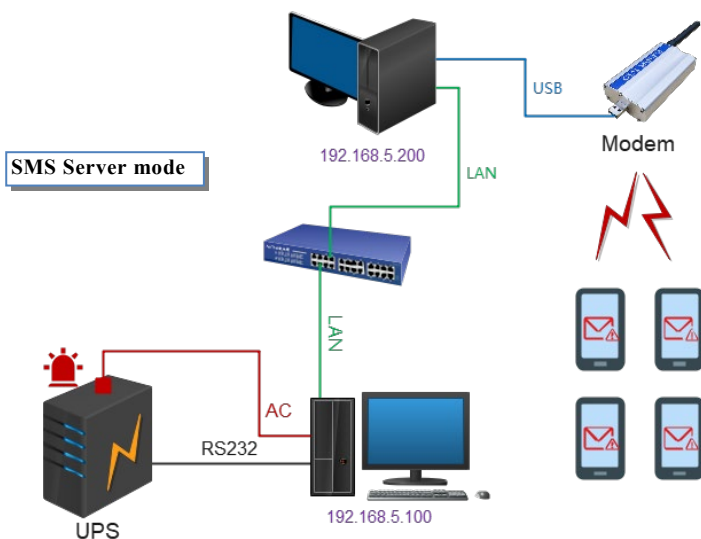 USB
Modem
192.168.5.200
SMS Server mode
LAN
LAN
AC
RS232
192.168.5.100
UPS